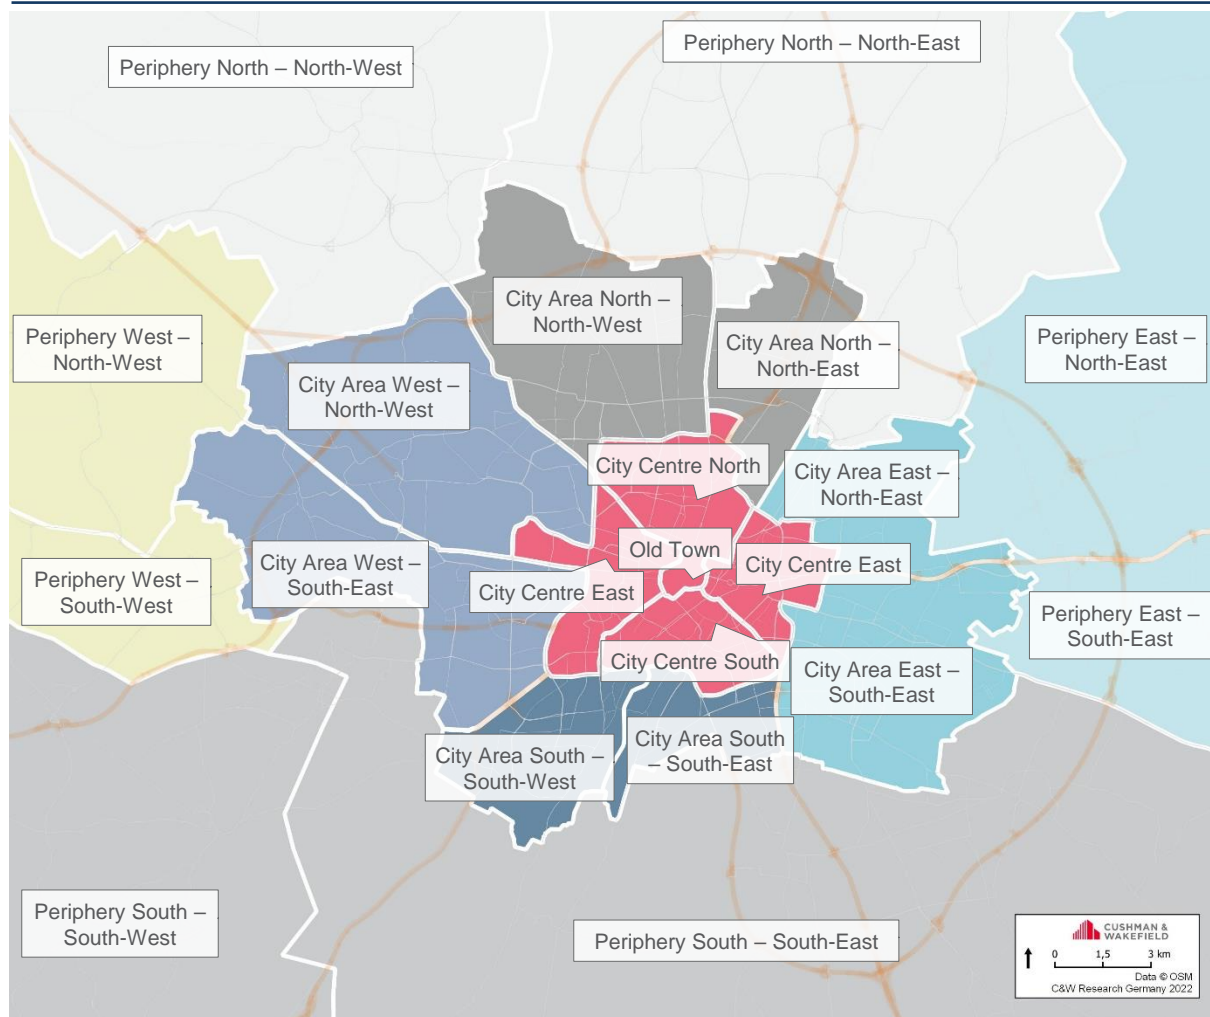 Periphery North – North-East
Periphery North – North-West
City Area North –
North-West
Periphery West –
North-West
City Area North –
North-East
Periphery East –
North-East
City Area West –
North-West
City Centre North
City Area East –
North-East
Old Town
City Centre East
City Area West –
South-East
City Centre East
Periphery West –
South-West
Periphery East –
South-East
City Centre South
City Area East –
South-East
City Area South –
South-West
City Area South
– South-East
Periphery South –
South-West
Periphery South – South-East
CUSHMAN &
WAKEFIELD
0 1,5 3 km
Data © OSM
C&W Research Germany 2022